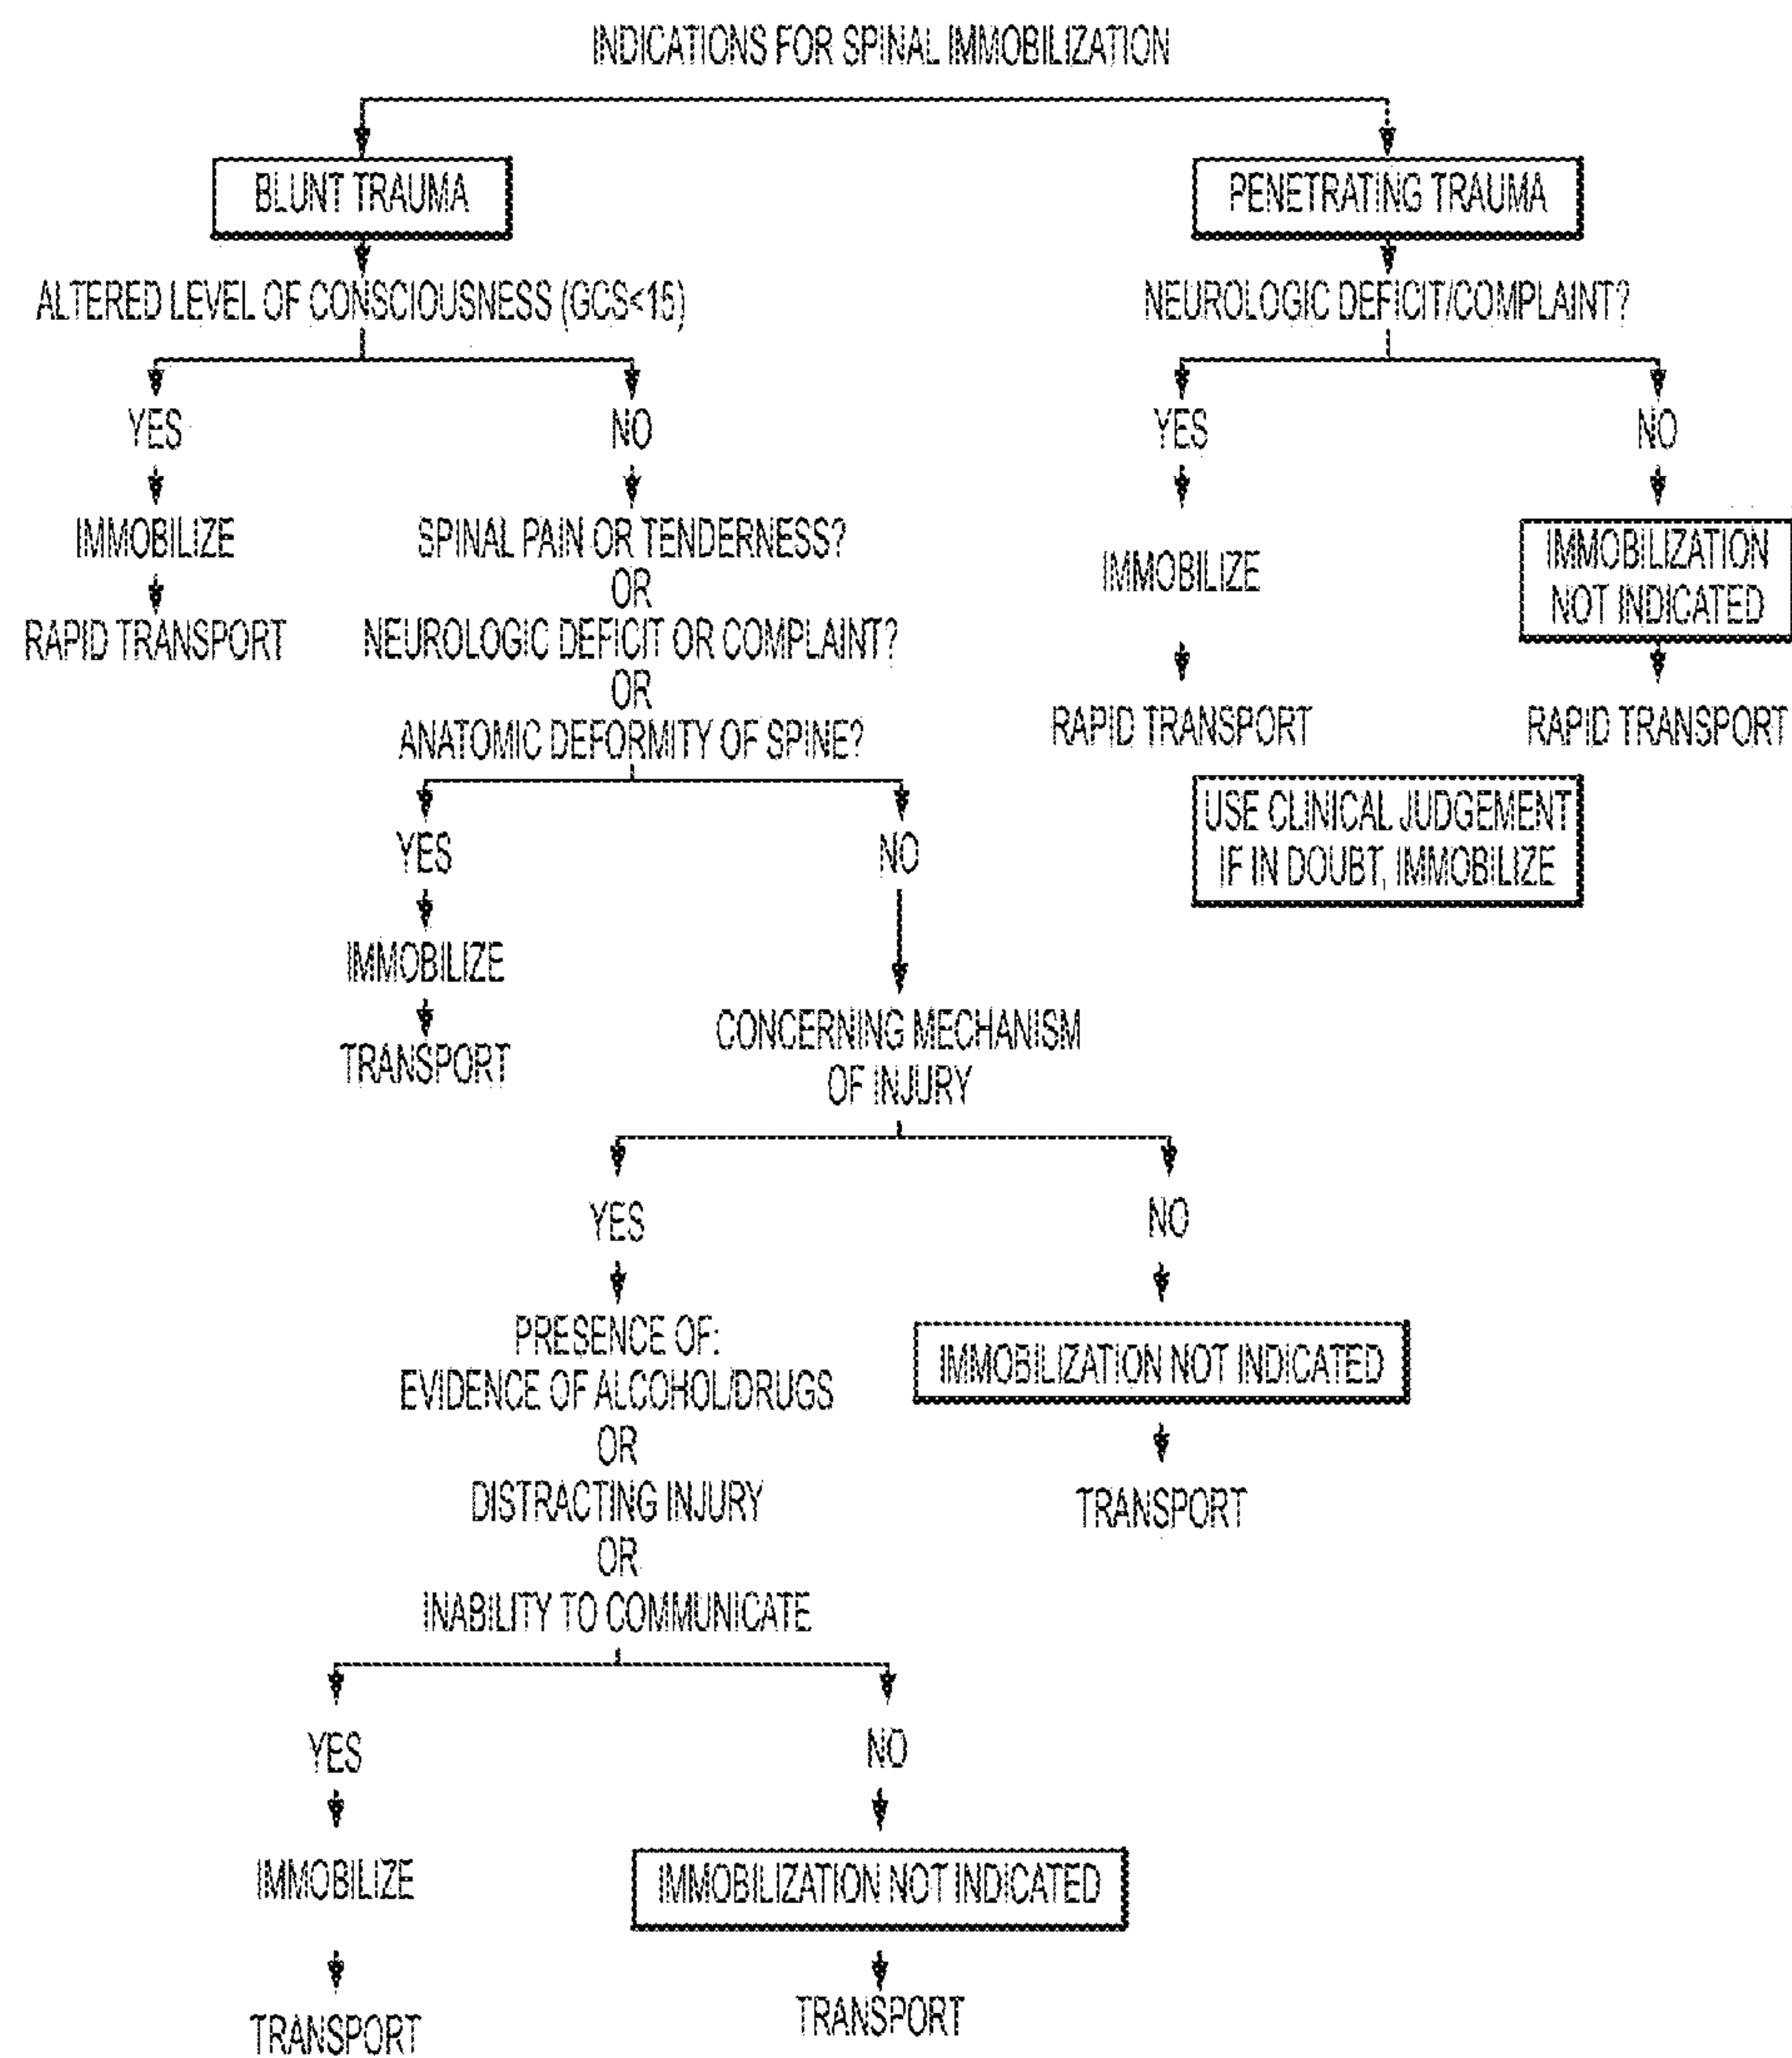 INDICATIONS FOR SPINAL IMMOBILIZATION
BLUNT TRAUMA
PENETRATING TRAUMA
ALTERED LEVEL OF CONSCIOUSNESS (GCS<15)
NEUROLOGIC DEFICIT/COMPLAINT?
YES
NO
YES
NO
IMMOBILIZE
SPINAL PAIN OR TENDERNESS?
OR
NEUROLOGIC DEFICIT OR COMPLAINT?
OR
ANATOMIC DEFORMITY OF SPINE?
IMMOBILIZE
IMMOBILIZATION
NOT INDICATED
RAPID TRANSPORT
RAPID TRANSPORT
RAPID TRANSPORT
USE CLINICAL JUDGEMENT
IF IN DOUBT, IMMOBILIZE
YES
NO
IMMOBILIZE
TRANSPORT
CONCERNING MECHANISM
OF INJURY
YES
NO
PRESENCE OF:
EVIDENCE OF ALCOHOL/DRUGS
OR
DISTRACTING INJURY
OR
INABILITY TO COMMUNICATE
IMMOBILIZATION NOT INDICATED
TRANSPORT
YES
NO
IMMOBILIZE
IMMOBILIZATION NOT INDICATED
TRANSPORT
TRANSPORT